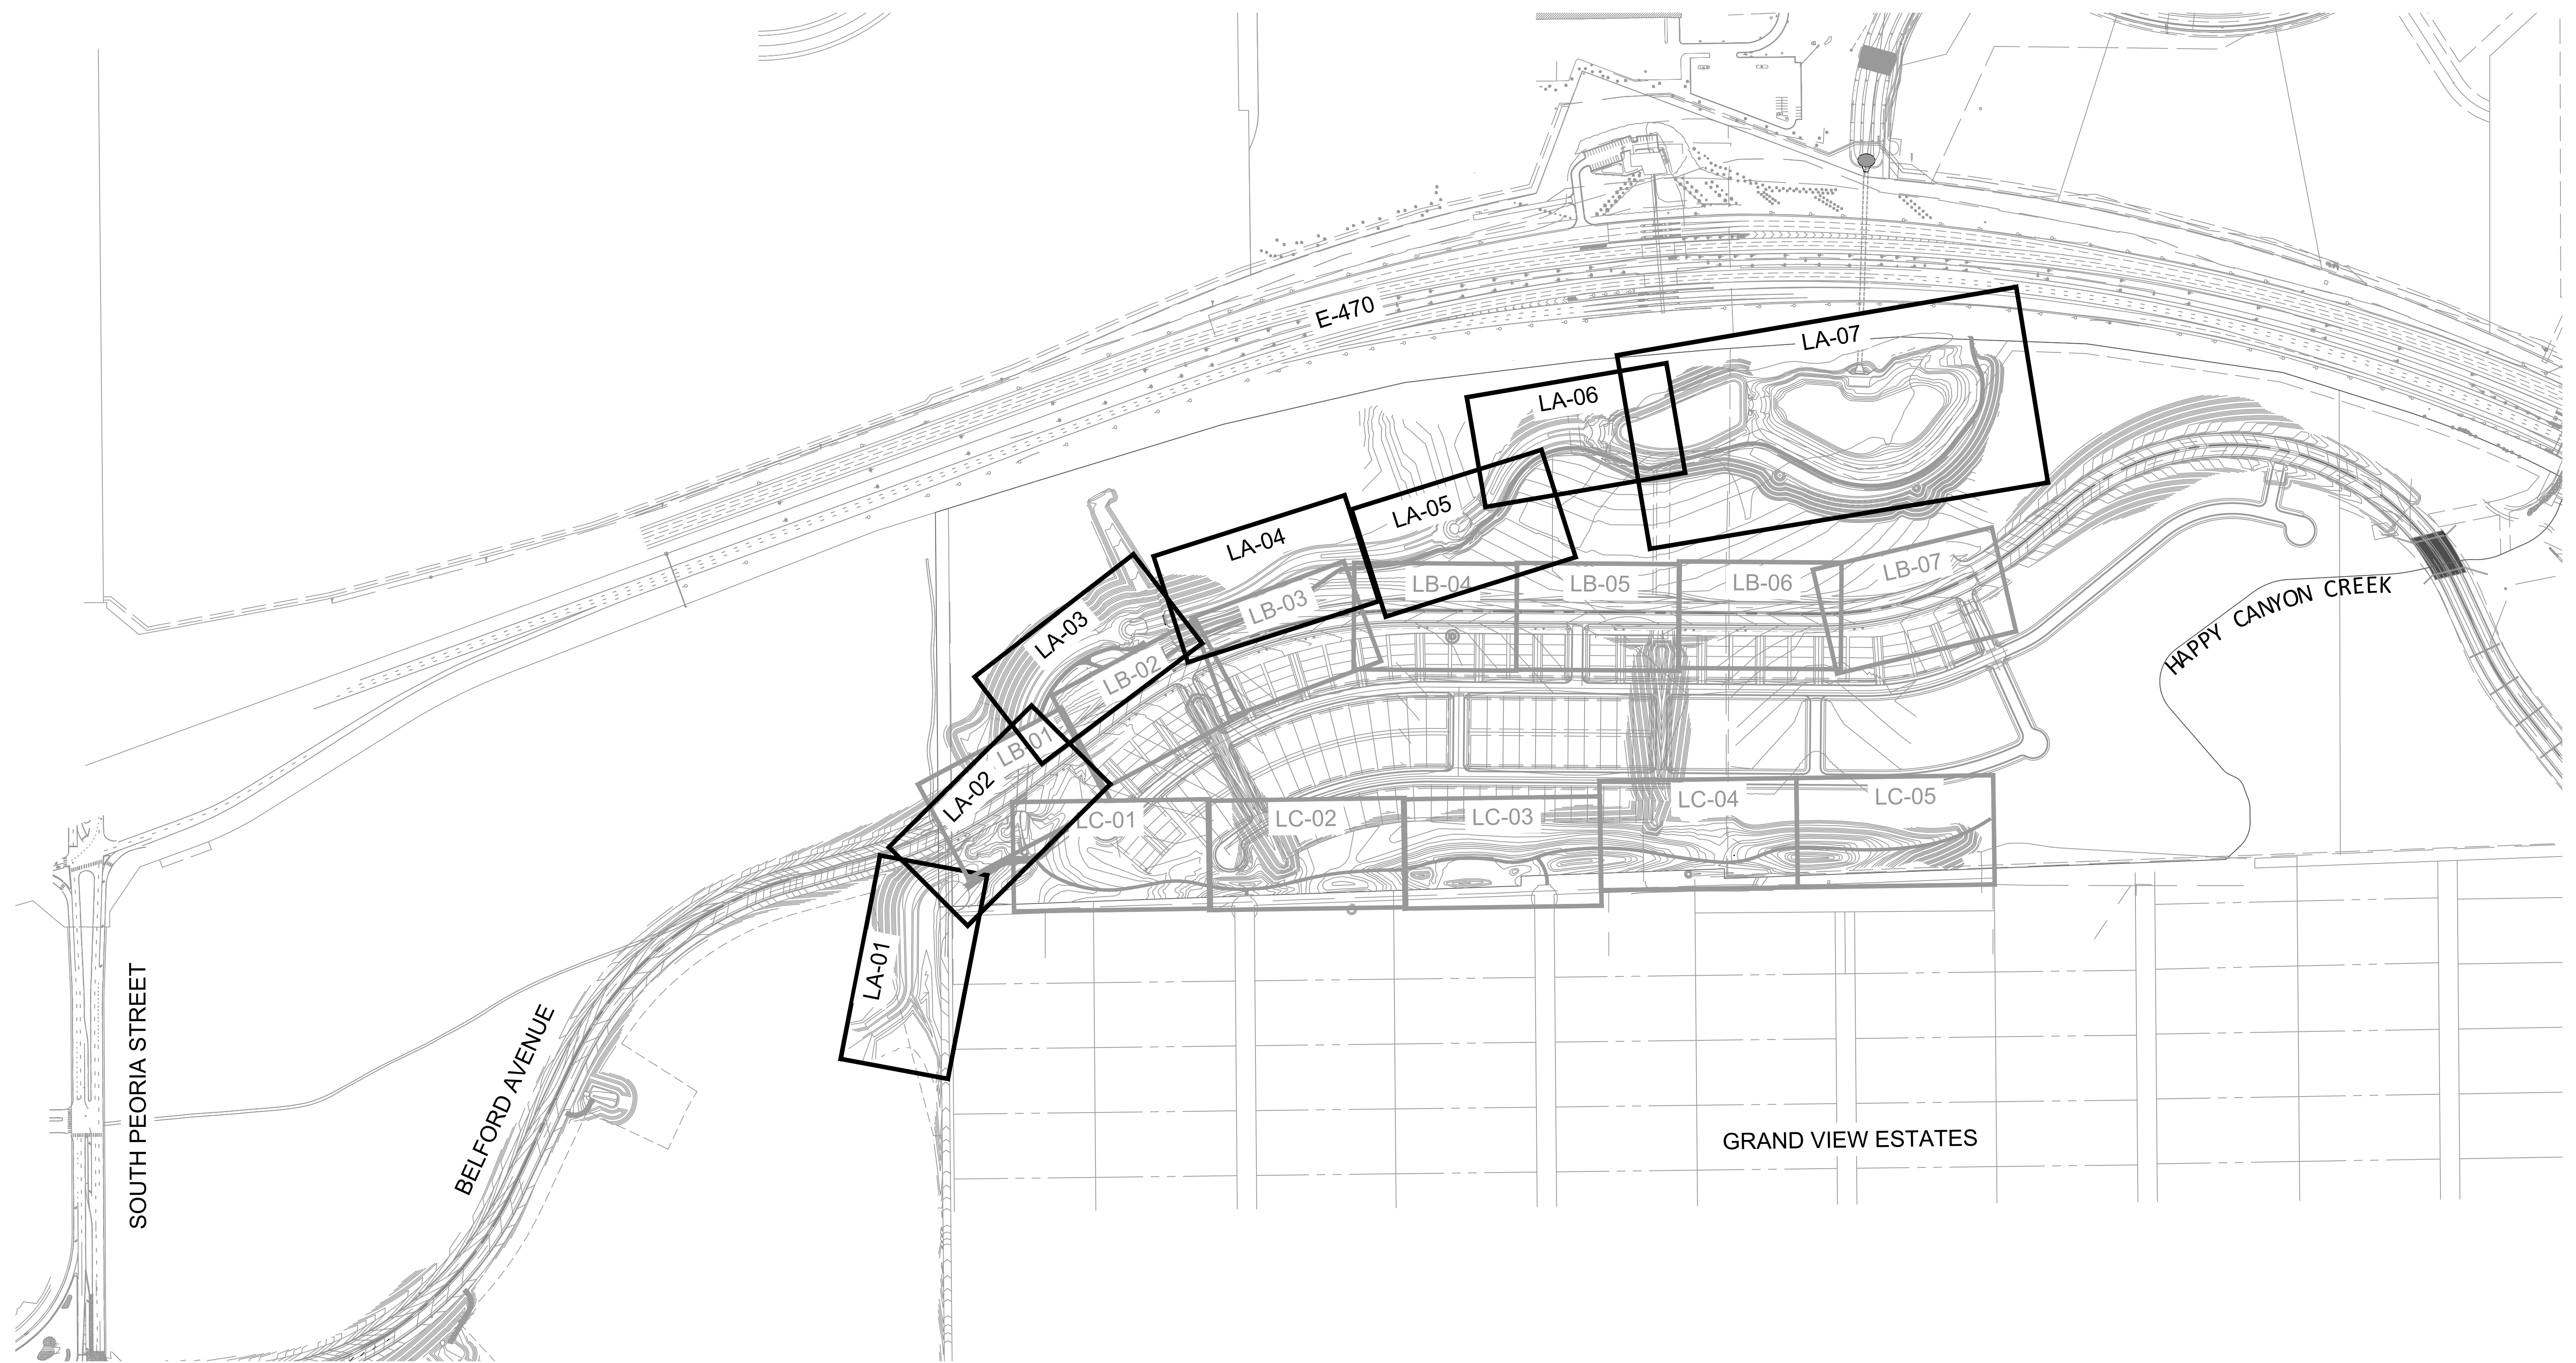 E-470
LA-07
LA-06
LA-05
LA-04
LA-03
LB-03
LB-04
LB-05
LB-06
LB-07
HAPPY CANYON CREEK
LB-02
LB-01
LA-02
LC-01
LC-02
LC-03
LC-04
LC-05
LA-01
SOUTH PEORIA STREET
BELFORD AVENUE
GRAND VIEW ESTATES